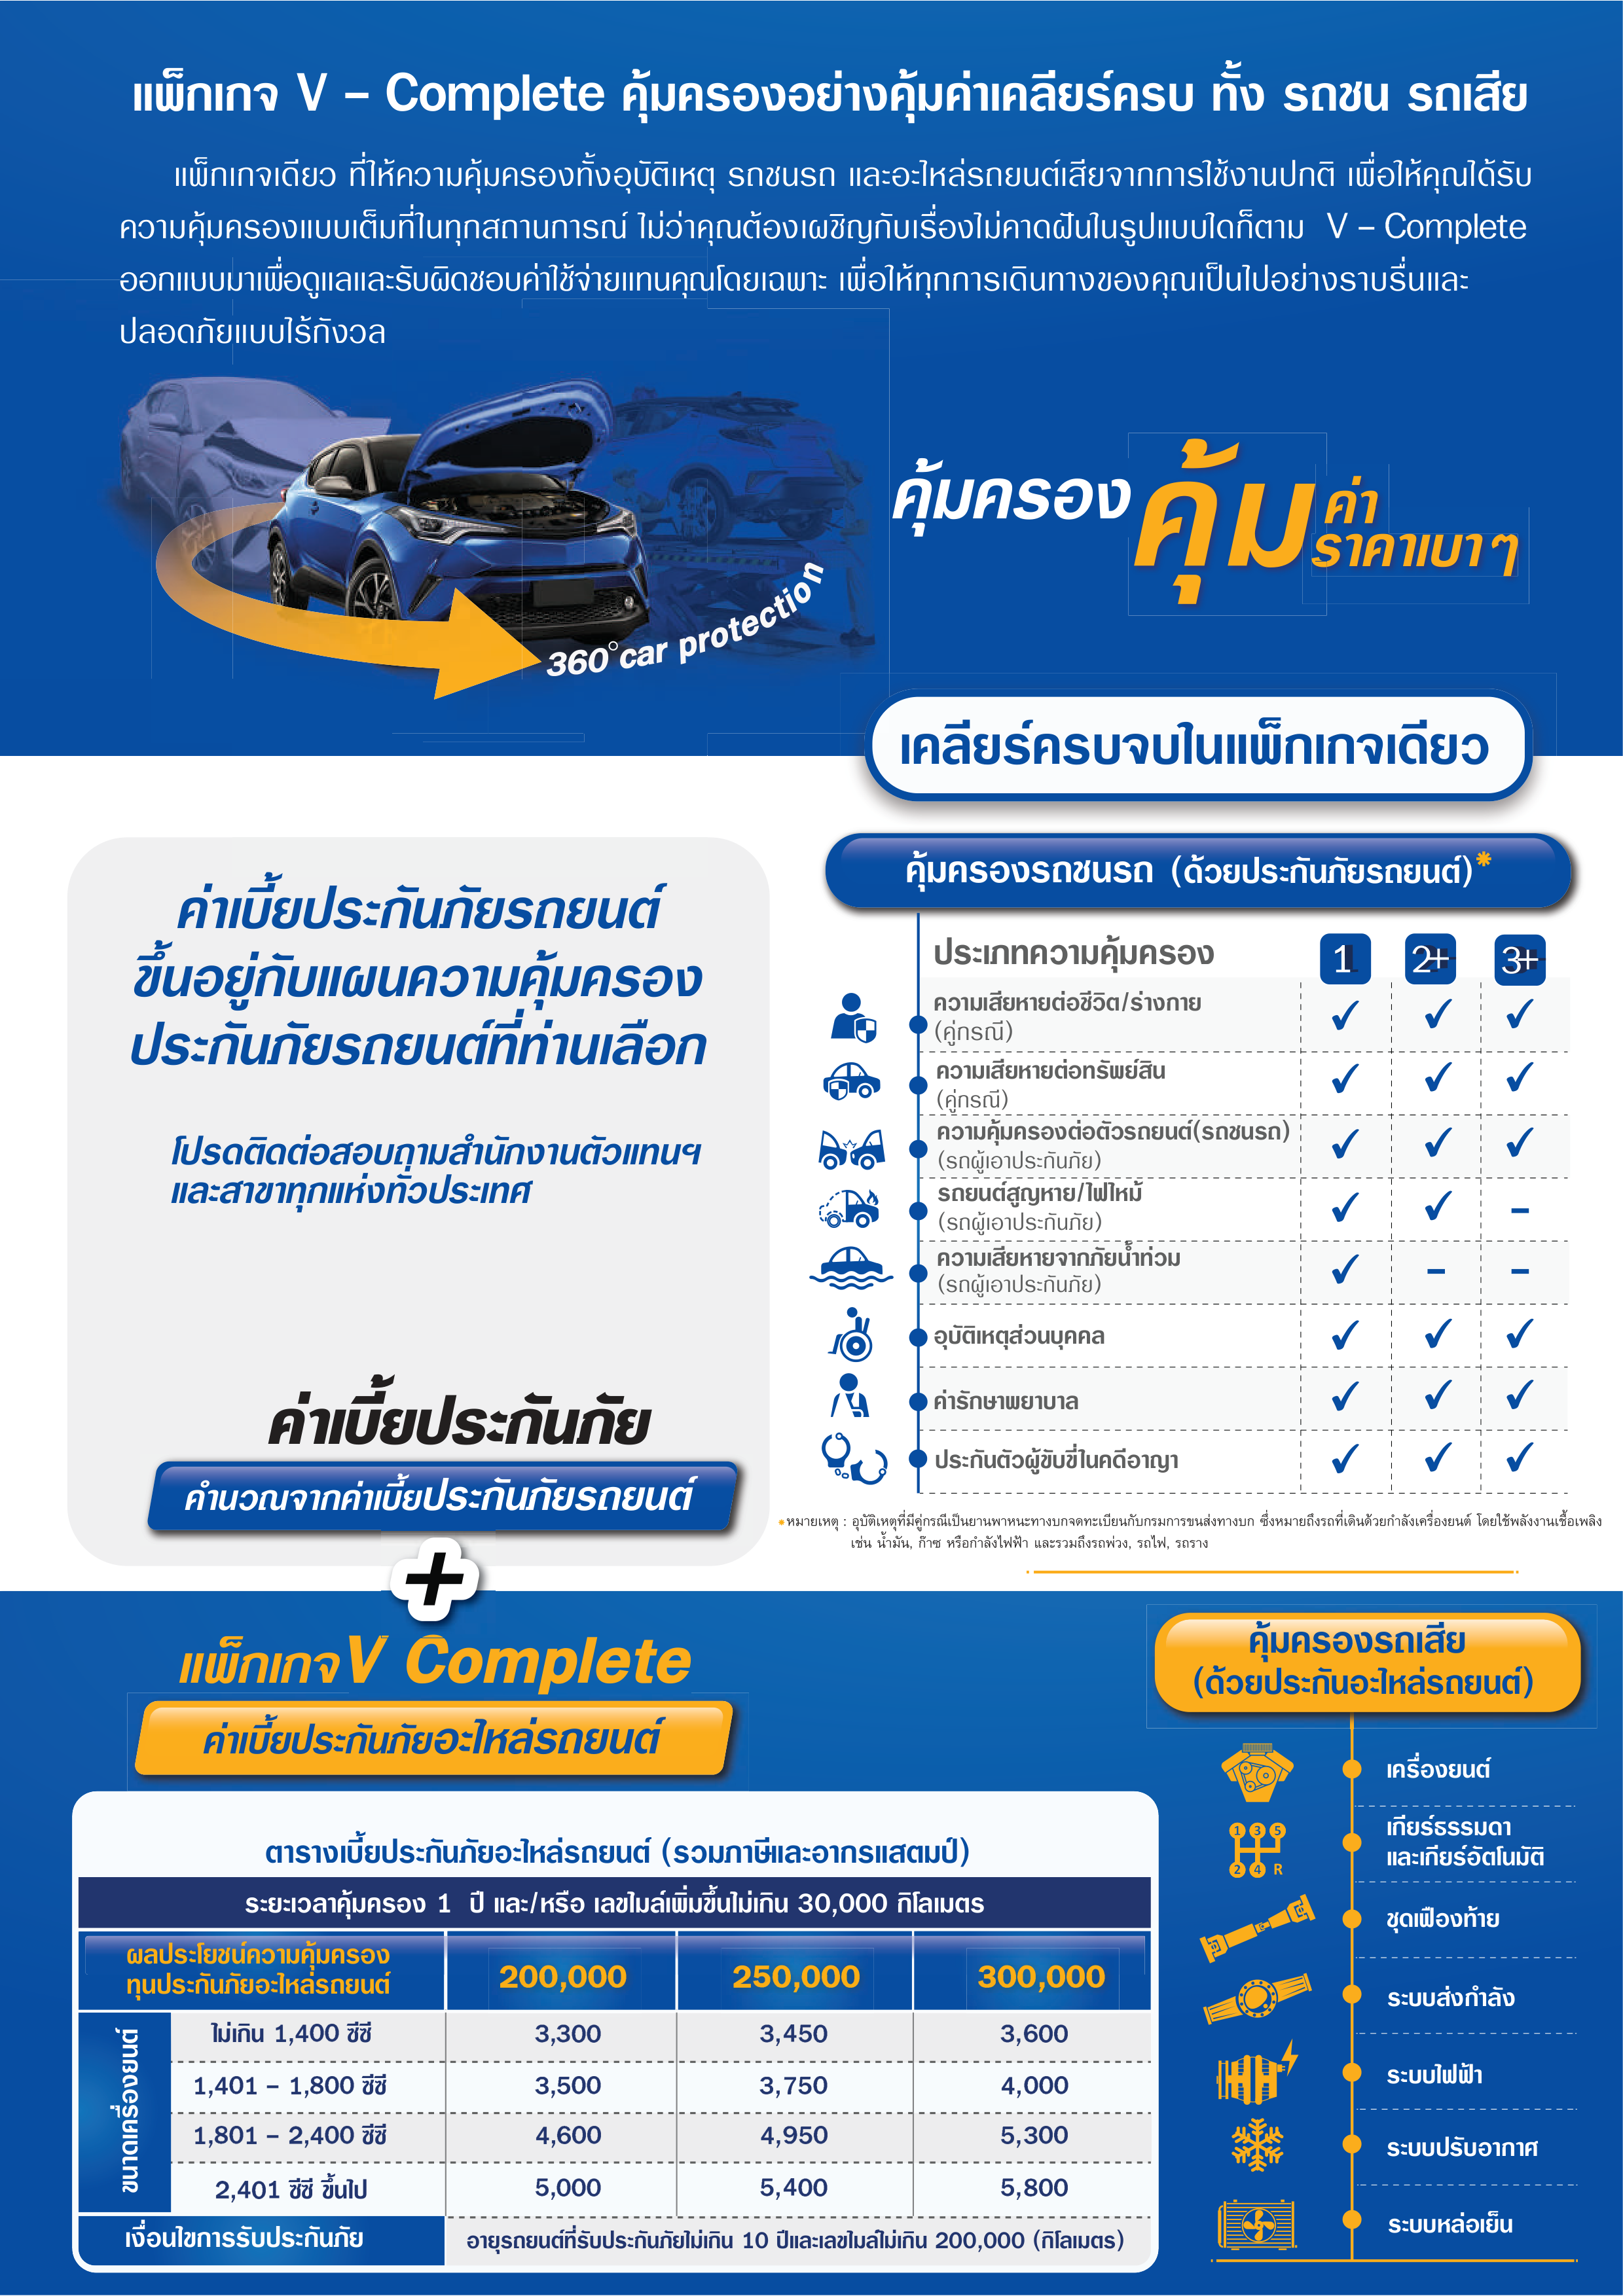 แพ็กเกจ V – Complete คุ้มครองอย่างคุ้มค่าเคลียร์ครบ ทั้ง รถชน รถเสีย
แพ็กเกจเดียว ที่ให้ความคุ้มครองทั้งอุบัติเหตุ รถชนรถ และอะไหล่รถยนต์เสียจากการใช้งานปกติ เพื่อให้คุณได้รับ
ความคุ้มครองแบบเต็มที่ในทุกสถานการณ์ ไม่ว่าคุณต้องเผชิญกับเรื่องไม่คาดฝันในรูปแบบใดก็ตาม V – Complete
ออกแบบมาเพื่อดูแลและรับผิดชอบค่าใช้จ่ายแทนคุณโดยเฉพาะ เพื่อให้ทุกการเดินทางของคุณเป็นไปอย่างราบรื่นและ
ปลอดภัยแบบไร้กังวล
360° car protection
คุ้มครองคุ้มค่า
ราคาเบาๆ
เคลียร์ครบจบในแพ็กเกจเดียว
ค่าเบี้ยประกันภัยรถยนต์
ขึ้นอยู่กับแผนความคุ้มครอง
ประกันภัยรถยนต์ที่ท่านเลือก
โปรดติดต่อสอบถามสำนักงานตัวแทนฯ
และสาขาทุกแห่งทั่วประเทศ
ค่าเบี้ยประกันภัย
คำนวณจากค่าเบี้ยประกันภัยรถยนต์
+
คุ้มครองรถชนรถ (ด้วยประกันภัยรถยนต์)*
ประเภทความคุ้มครอง 1 2+ 3+
ความเสียหายต่อชีวิต/ร่างกาย ✓ ✓ ✓
(คู่กรณี)
ความเสียหายต่อทรัพย์สิน ✓ ✓ ✓
(คู่กรณี)
ความคุ้มครองต่อตัวรถยนต์(รถชนรถ) ✓ ✓ ✓
(รถผู้เอาประกันภัย)
รถยนต์สูญหาย/ไฟไหม้ ✓ ✓ –
(รถผู้เอาประกันภัย)
ความเสียหายจากภัยน้ำท่วม ✓ – –
(รถผู้เอาประกันภัย)
อุบัติเหตุส่วนบุคคล ✓ ✓ ✓
ค่ารักษาพยาบาล ✓ ✓ ✓
ประกันตัวผู้ขับขี่ในคดีอาญา ✓ ✓ ✓
*หมายเหตุ : อุบัติเหตุที่มีคู่กรณีเป็นยานพาหนะทางบกจดทะเบียนกับกรมการขนส่งทางบก ซึ่งหมายถึงรถที่เดินด้วยกำลังเครื่องยนต์ โดยใช้พลังงานเชื้อเพลิง
เช่น น้ำมัน, ก๊าซ หรือกำลังไฟฟ้า และรวมถึงรถพ่วง, รถไฟ, รถราง
แพ็กเกจ V Complete
ค่าเบี้ยประกันภัยอะไหล่รถยนต์
ตารางเบี้ยประกันภัยอะไหล่รถยนต์ (รวมภาษีและอากรแสตมป์)
ระยะเวลาคุ้มครอง 1 ปี และ/หรือ เลขไมล์เพิ่มขึ้นไม่เกิน 30,000 กิโลเมตร
ผลประโยชน์ความคุ้มครอง
ทุนประกันภัยอะไหล่รถยนต์ 200,000 250,000 300,000
ขนาดเครื่องยนต์
ไม่เกิน 1,400 ซีซี 3,300 3,450 3,600
1,401 – 1,800 ซีซี 3,500 3,750 4,000
1,801 – 2,400 ซีซี 4,600 4,950 5,300
2,401 ซีซี ขึ้นไป 5,000 5,400 5,800
เงื่อนไขการรับประกันภัย อายุรถยนต์ที่รับประกันภัยไม่เกิน 10 ปีและเลขไมล์ไม่เกิน 200,000 (กิโลเมตร)
คุ้มครองรถเสีย
(ด้วยประกันอะไหล่รถยนต์)
เครื่องยนต์
1 3 5
2 4 R
เกียร์ธรรมดา
และเกียร์อัตโนมัติ
ชุดเฟืองท้าย
ระบบส่งกำลัง
ระบบไฟฟ้า
ระบบปรับอากาศ
ระบบหล่อเย็น